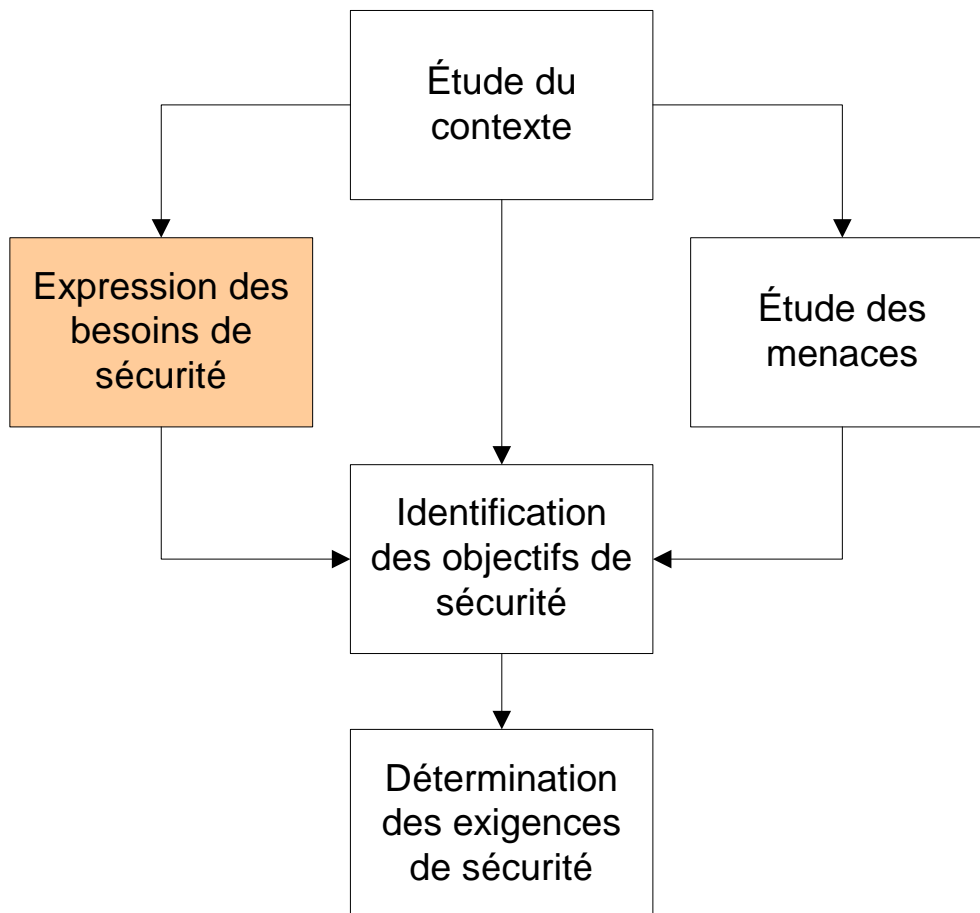 Étude du
contexte
Expression des
besoins de
sécurité
Étude des
menaces
Identification
des objectifs de
sécurité
Détermination
des exigences
de sécurité